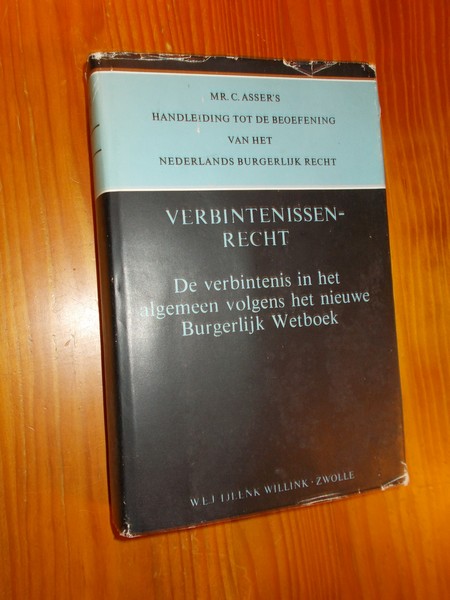 MR. C. ASSER'S
HANDLEIDING TOT DE BEOEFENING
VAN HET
NEDERLANDS BURGERLIJK RECHT
VERBINTENISSEN-
RECHT
De verbintenis in het
algemeen volgens het nieuwe
Burgerlijk Wetboek
WILLINK · ZWOLLE